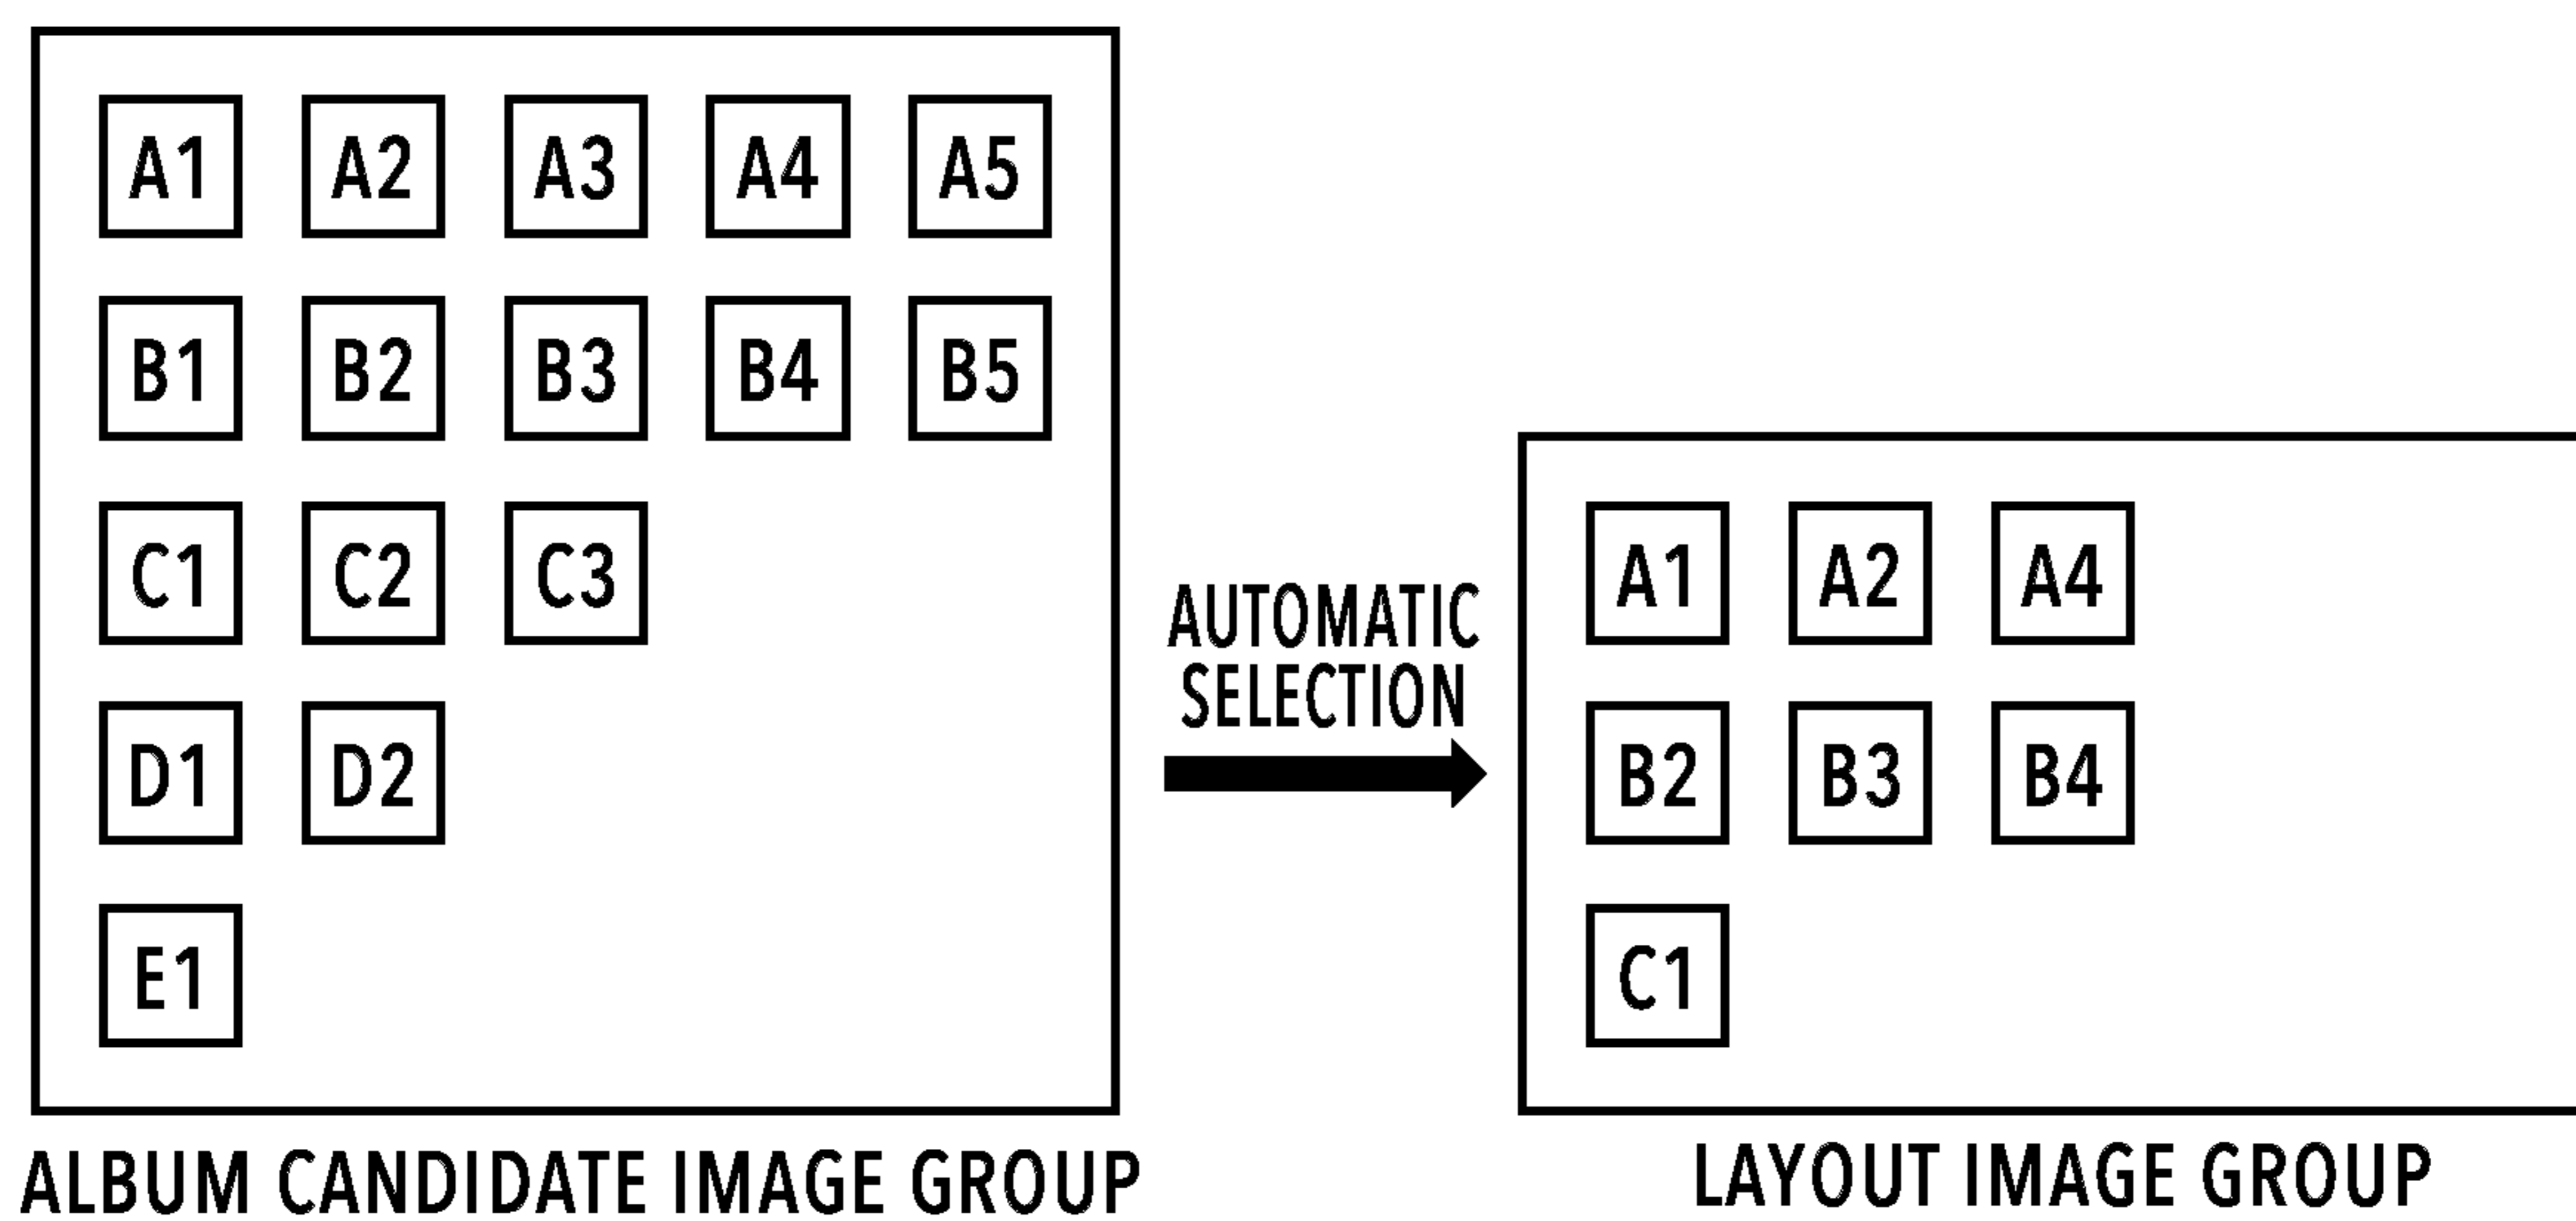 A1 A2 A3 A4 A5
B1 B2 B3 B4 B5
C1 C2 C3
D1 D2
E1
ALBUM CANDIDATE IMAGE GROUP
AUTOMATIC
SELECTION
A1 A2 A4
B2 B3 B4
C1
LAYOUT IMAGE GROUP